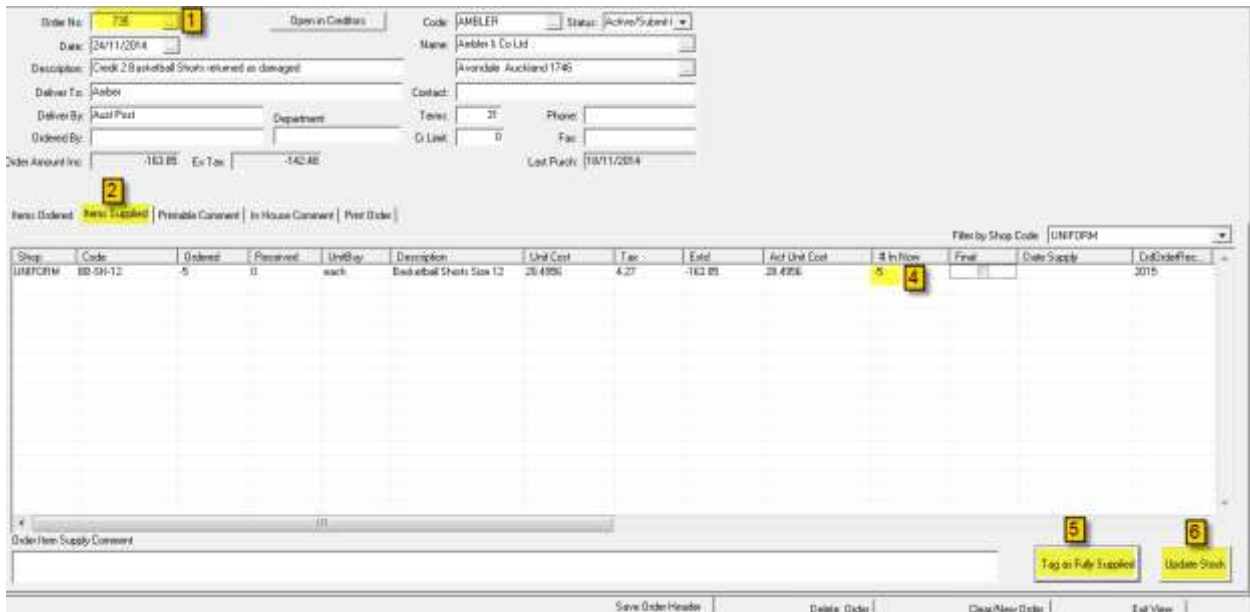 Order No: 736 1 Open in Creditors Code: AMBLER Status: Active/Submit
Date: 24/11/2014 Name: Ambler & Co Ltd
Description: Credit 2 Basketball Shorts returned as damaged Avondale Auckland 1746
Deliver To: Amber Contact:
Deliver By: Aust Post Department Terms: 21 Phone:
Ordered By: Cr Limit: 0 Fax:
Order Amount Inc: -163.85 Ex Tax: -142.48 Last Purch: 18/11/2014
2
Items Ordered Items Supplied Printable Comment In House Comment Print Order
Filter by Shop Code: UNIFORM
Shop Code Ordered Received UnitBuy Description Unit Cost Tax Extd Act Unit Cost # In Now Final Date Supply CrdOrderRec...
UNIFORM BB-SH-12 -5 0 each Basketball Shorts Size 12 28.4956 4.27 -163.85 28.4956 -5 2015
4
Order Item Supply Comment
5 6
Tag as Fully Supplied Update Stock
Save Order Header Delete Order Clear/New Order Exit View